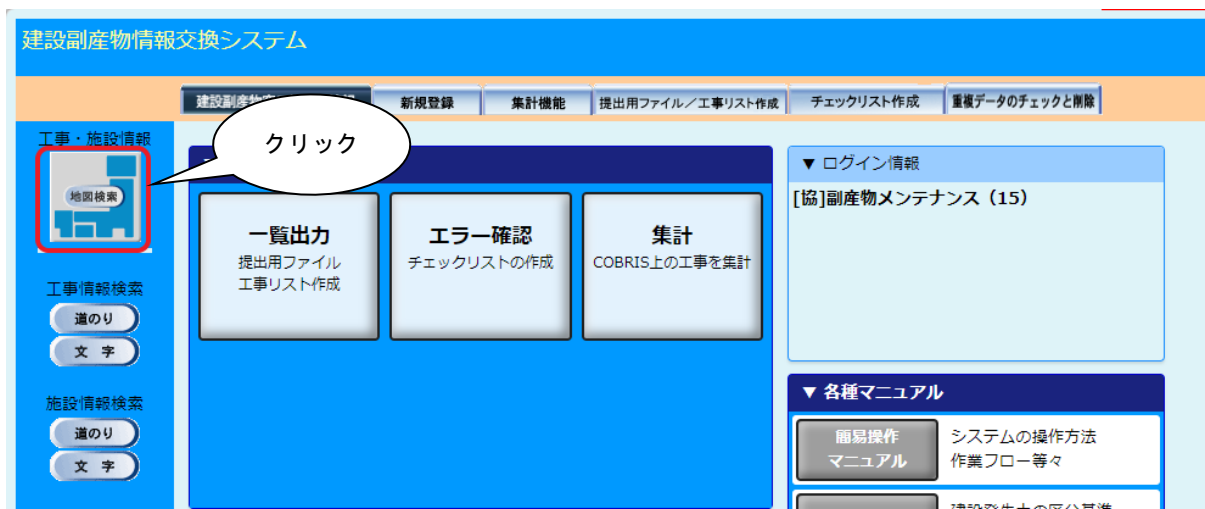 建設副産物情報交換システム
新規登録
集計機能
提出用ファイル／工事リスト作成
チェックリスト作成
重複データのチェックと削除
工事・施設情報
地図検索
クリック
工事情報検索
道のり
文 字
施設情報検索
道のり
文 字
一覧出力
提出用ファイル
工事リスト作成
エラー確認
チェックリストの作成
集計
COBRIS上の工事を集計
▼ ログイン情報
[協]副産物メンテナンス（15）
▼ 各種マニュアル
簡易操作
マニュアル
システムの操作方法
作業フロー等々